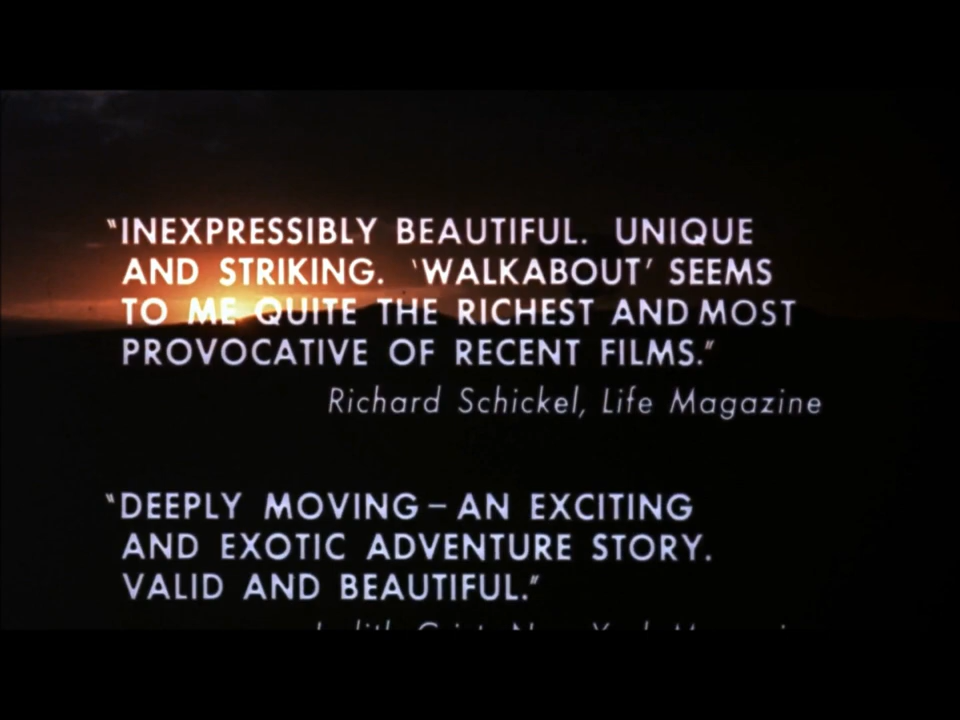 "INEXPRESSIBLY BEAUTIFUL. UNIQUE
AND STRIKING. 'WALKABOUT' SEEMS
TO ME QUITE THE RICHEST AND MOST
PROVOCATIVE OF RECENT FILMS."
Richard Schickel, Life Magazine
"DEEPLY MOVING – AN EXCITING
AND EXOTIC ADVENTURE STORY.
VALID AND BEAUTIFUL."